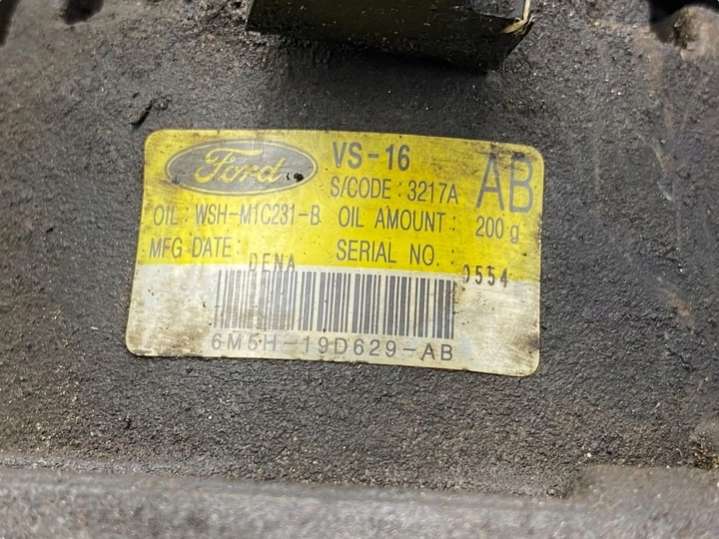 Ford VS-16 AB
S/CODE: 3217A
OIL: WSH-M1C231-B OIL AMOUNT: 200 g
MFG DATE: SERIAL NO.:
DENA 0554
6M5H-19D629-AB